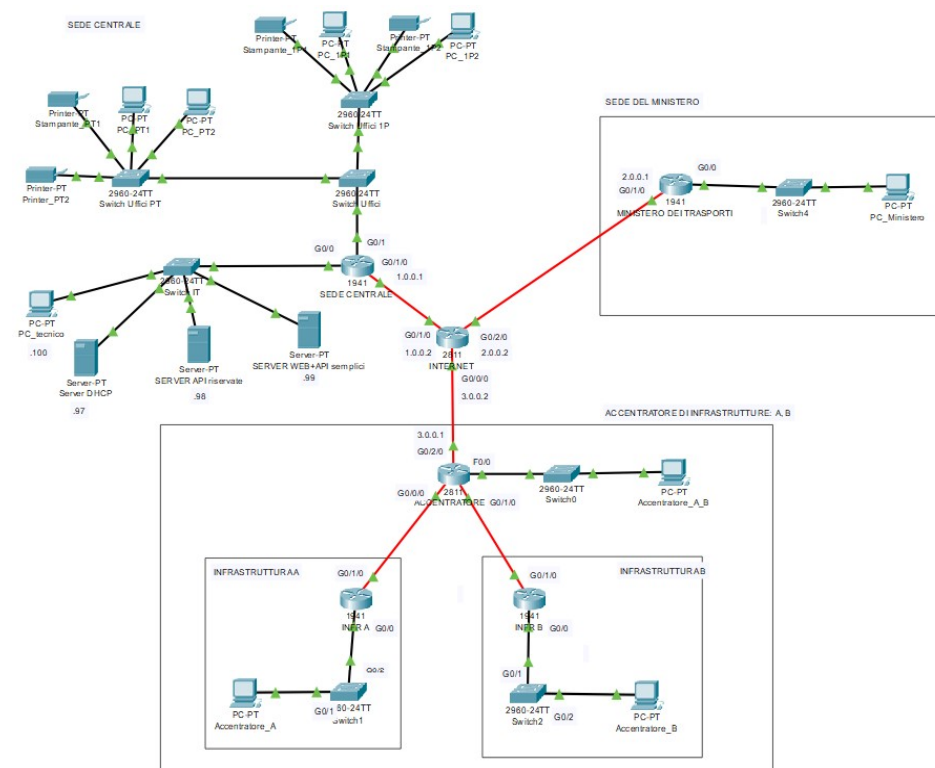 SEDE CENTRALE
Printer-PT
Stampante_1P1
PC-PT
PC_1P1
Printer-PT
Stampante_1P2
PC-PT
PC_1P2
2960-24TT
Switch Uffici 1P
Printer-PT
Stampante_PT1
PC-PT
PC_PT1
PC-PT
PC_PT2
Printer-PT
Printer_PT2
2960-24TT
Switch Uffici PT
2960-24TT
Switch Uffici
G0/1
G0/0
G0/1/0
1.0.0.1
1941
SEDE CENTRALE
2960-24TT
Switch IT
PC-PT
PC_tecnico
.100
Server-PT
Server DHCP
.97
Server-PT
SERVER API riservate
.98
Server-PT
SERVER WEB+API semplici
.99
SEDE DEL MINISTERO
2.0.0.1
G0/1/0
G0/0
1941
MINISTERO DEI TRASPORTI
2960-24TT
Switch4
PC-PT
PC_Ministero
G0/1/0
1.0.0.2
G0/2/0
2.0.0.2
2811
INTERNET
G0/0/0
3.0.0.2
ACCENTRATORE DI INFRASTRUTTURE: A, B
3.0.0.1
G0/2/0
F0/0
2811
ACCENTRATORE
G0/0/0
G0/1/0
2960-24TT
Switch0
PC-PT
Accentratore_A_B
INFRASTRUTTURA A
G0/1/0
1941
INFR A
G0/0
G0/2
G0/1
60-24TT
witch1
PC-PT
Accentratore_A
INFRASTRUTTURA B
G0/1/0
1941
INFR B
G0/0
G0/1
2960-24TT
Switch2
G0/2
PC-PT
Accentratore_B